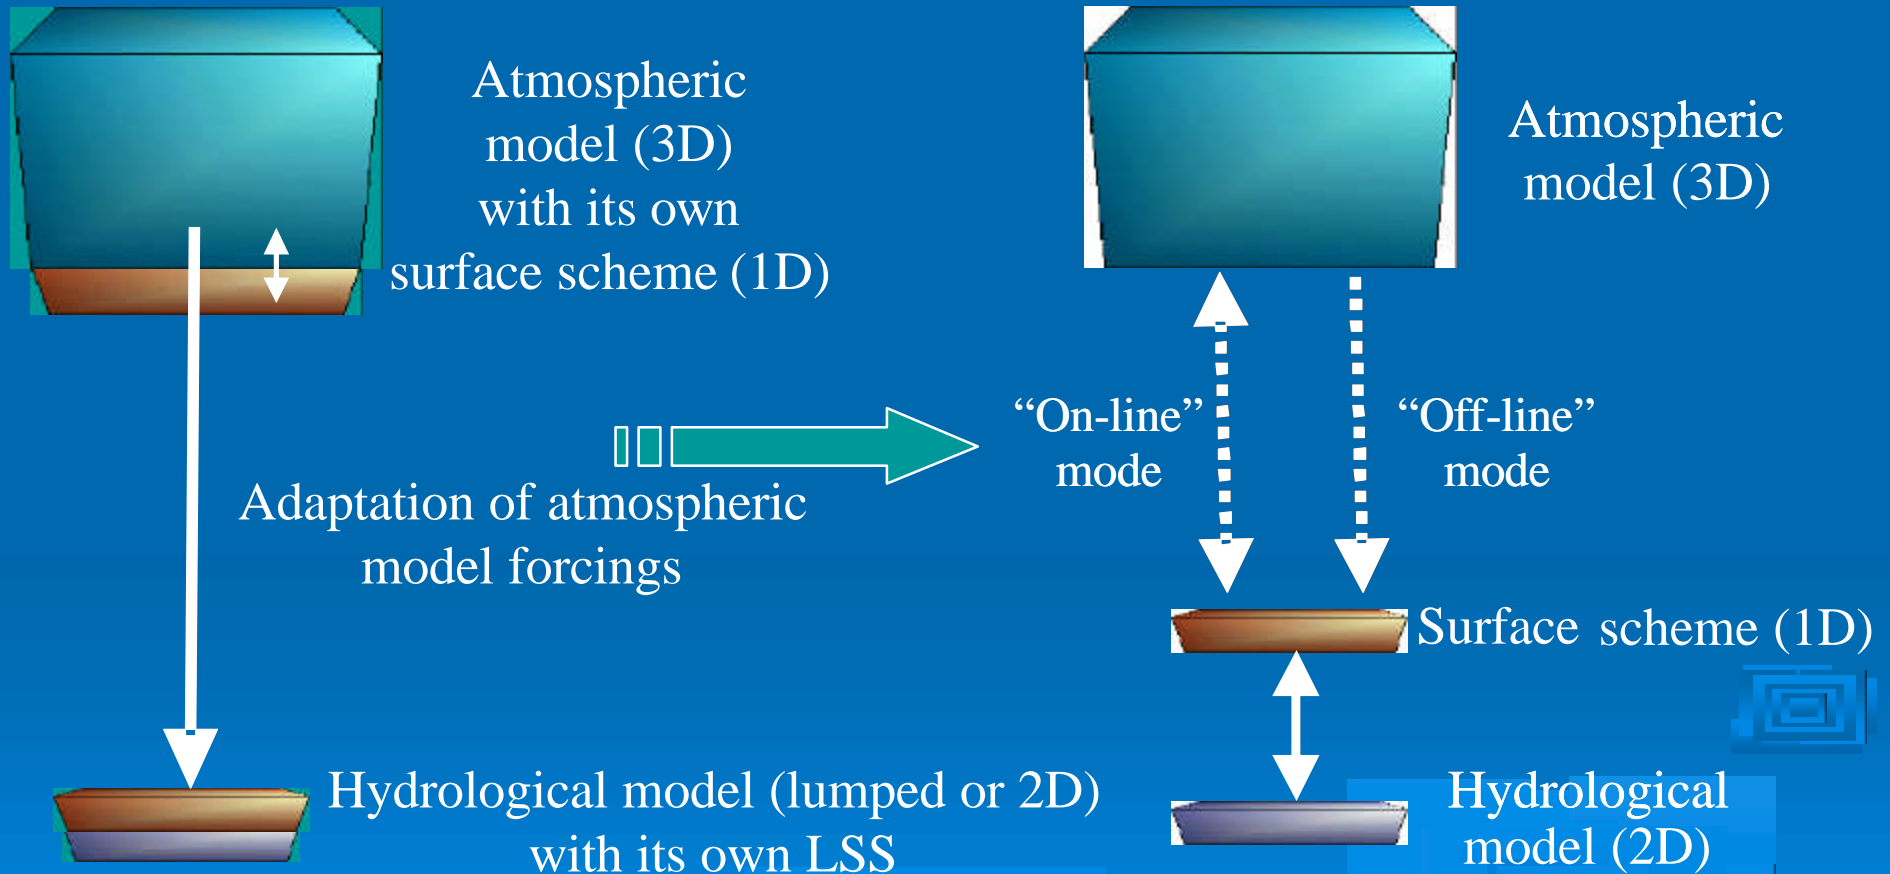 Atmospheric
model (3D)
with its own
surface scheme (1D)
Adaptation of atmospheric
model forcings
Hydrological model (lumped or 2D)
with its own LSS
Atmospheric
model (3D)
“On-line”
mode
“Off-line”
mode
Surface scheme (1D)
Hydrological
model (2D)